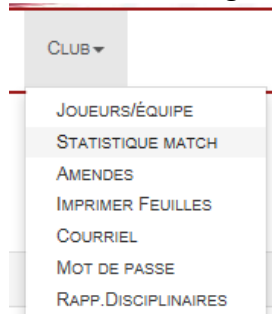 CLUB
JOUEURS/ÉQUIPE
STATISTIQUE MATCH
AMENDES
IMPRIMER FEUILLES
COURRIEL
MOT DE PASSE
RAPP.DISCIPLINAIRES